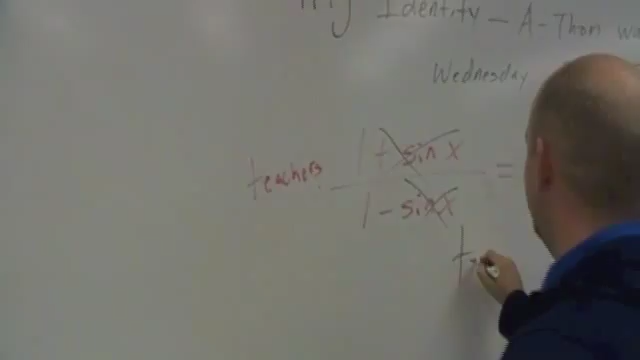 Identity - A-Thon
Wednesday
teachers 1 + sin x =
1 - sin x
t